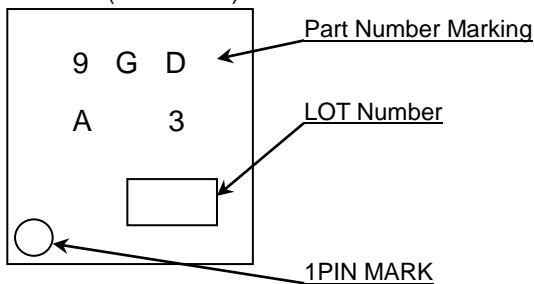 Part Number Marking
9 G D
A 3
LOT Number
1PIN MARK